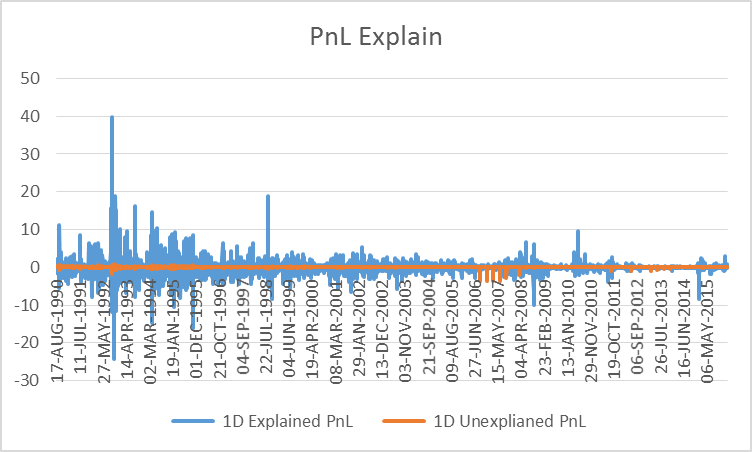 PnL Explain
50
40
30
20
10
0
-10
-20
-30
17-AUG-1990
11-JUL-1991
27-MAY-1992
14-APR-1993
02-MAR-1994
19-JAN-1995
01-DEC-1995
21-OCT-1996
04-SEP-1997
22-JUL-1998
04-JUN-1999
19-APR-2000
08-MAR-2001
29-JAN-2002
13-DEC-2002
03-NOV-2003
21-SEP-2004
09-AUG-2005
27-JUN-2006
15-MAY-2007
04-APR-2008
23-FEB-2009
13-JAN-2010
29-NOV-2010
19-OCT-2011
06-SEP-2012
26-JUL-2013
16-JUN-2014
06-MAY-2015
1D Explained PnL
1D Unexplianed PnL